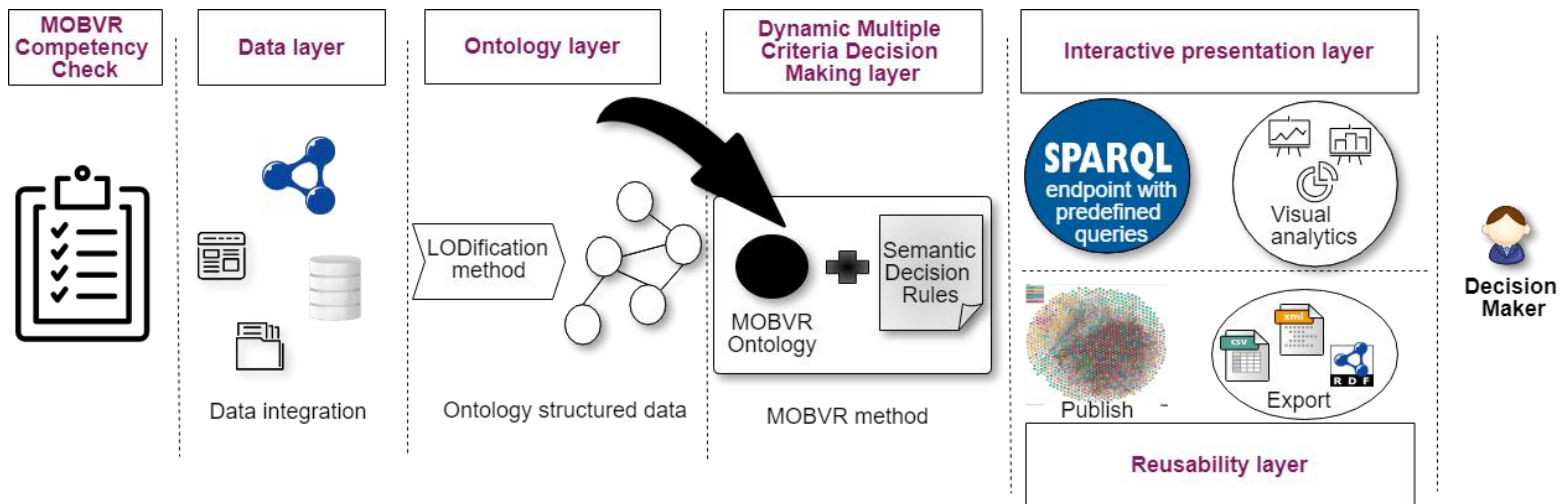 MOBVR
Competency
Check
Data layer
Ontology layer
Dynamic Multiple
Criteria Decision
Making layer
Interactive presentation layer
SPARQL
endpoint with
predefined
queries
Visual
analytics
LODification
method
Semantic
Decision
Rules
MOBVR
Ontology
Decision
Maker
xml
CSV
RDF
Data integration
Ontology structured data
MOBVR method
Publish
Export
Reusability layer